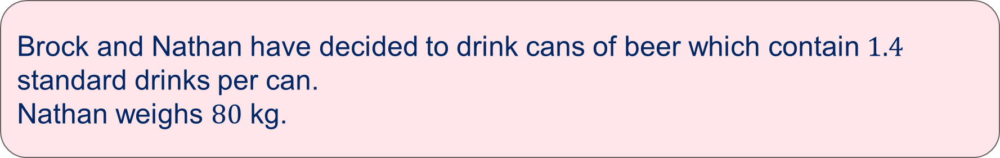 Brock and Nathan have decided to drink cans of beer which contain 1.4
standard drinks per can.
Nathan weighs 80 kg.